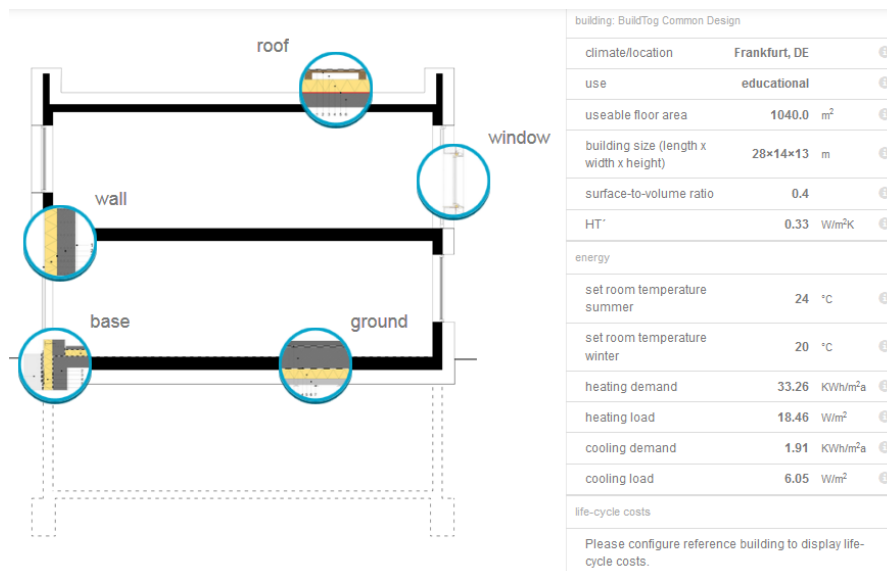 roof
window
wall
base
ground
building: BuildTog Common Design
climate/location Frankfurt, DE
use educational
useable floor area 1040.0 m²
building size (length x
width x height) 28×14×13 m
surface-to-volume ratio 0.4
HT´ 0.33 W/m²K
energy
set room temperature
summer 24 °C
set room temperature
winter 20 °C
heating demand 33.26 KWh/m²a
heating load 18.46 W/m²
cooling demand 1.91 KWh/m²a
cooling load 6.05 W/m²
life-cycle costs
Please configure reference building to display life-
cycle costs.